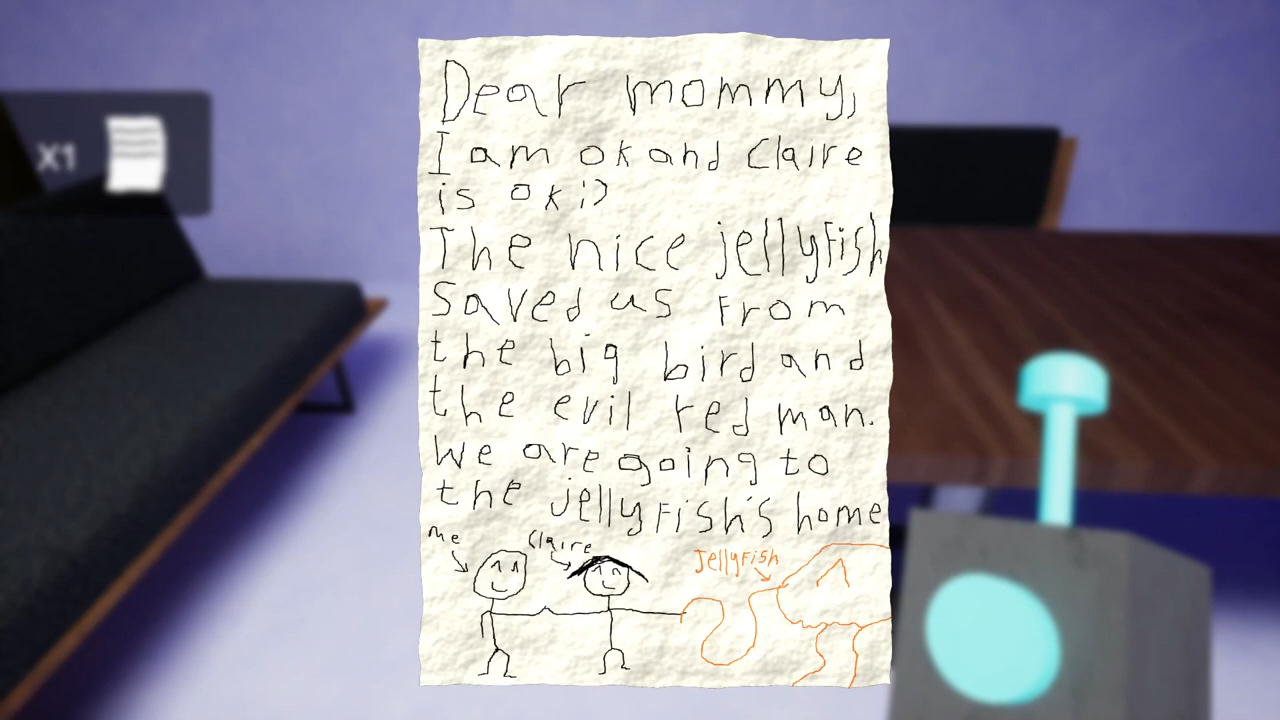 X1
Dear mommy,
I am ok and Claire
is ok :)
The nice jellyfish
saved us from
the big bird and
the evil red man.
We are going to
the jellyfish's home
me
Claire
Jellyfish